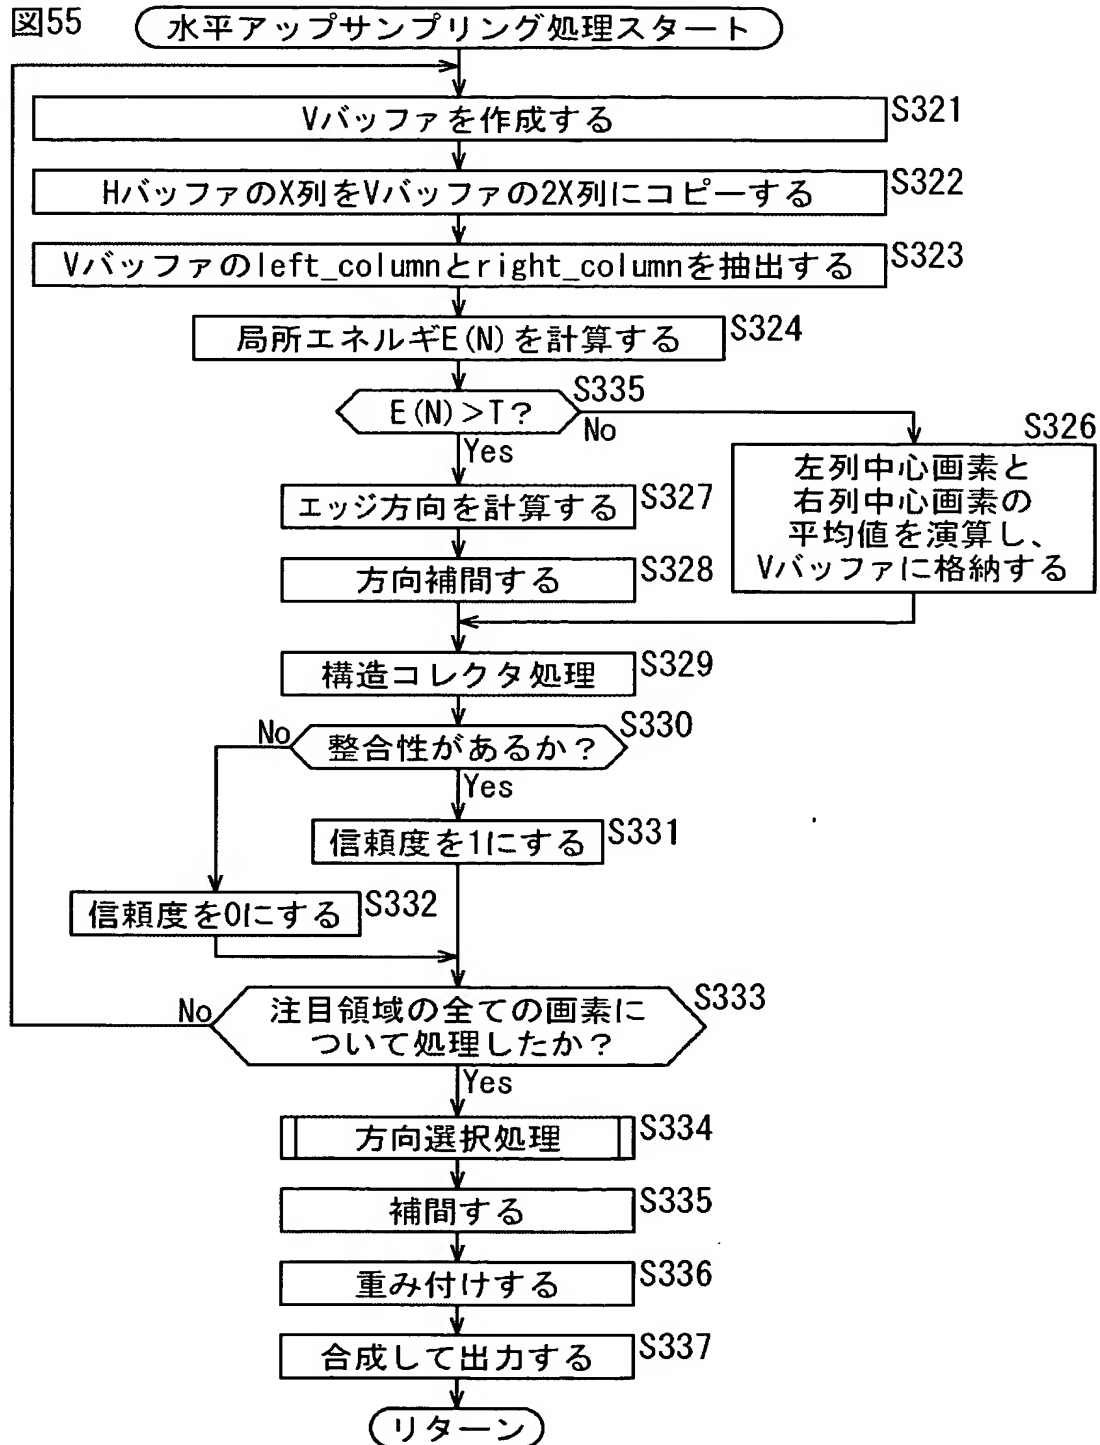 図55
水平アップサンプリング処理スタート
Vバッファを作成する
S321
HバッファのX列をVバッファの2X列にコピーする
S322
Vバッファのleft_columnとright_columnを抽出する
S323
局所エネルギE(N)を計算する
S324
E(N)>T?
S335
No
Yes
S326
左列中心画素と
右列中心画素の
平均値を演算し、
Vバッファに格納する
エッジ方向を計算する
S327
方向補間する
S328
構造コレクタ処理
S329
整合性があるか?
S330
No
Yes
信頼度を1にする
S331
信頼度を0にする
S332
注目領域の全ての画素に
ついて処理したか?
S333
No
Yes
方向選択処理
S334
補間する
S335
重み付けする
S336
合成して出力する
S337
リターン